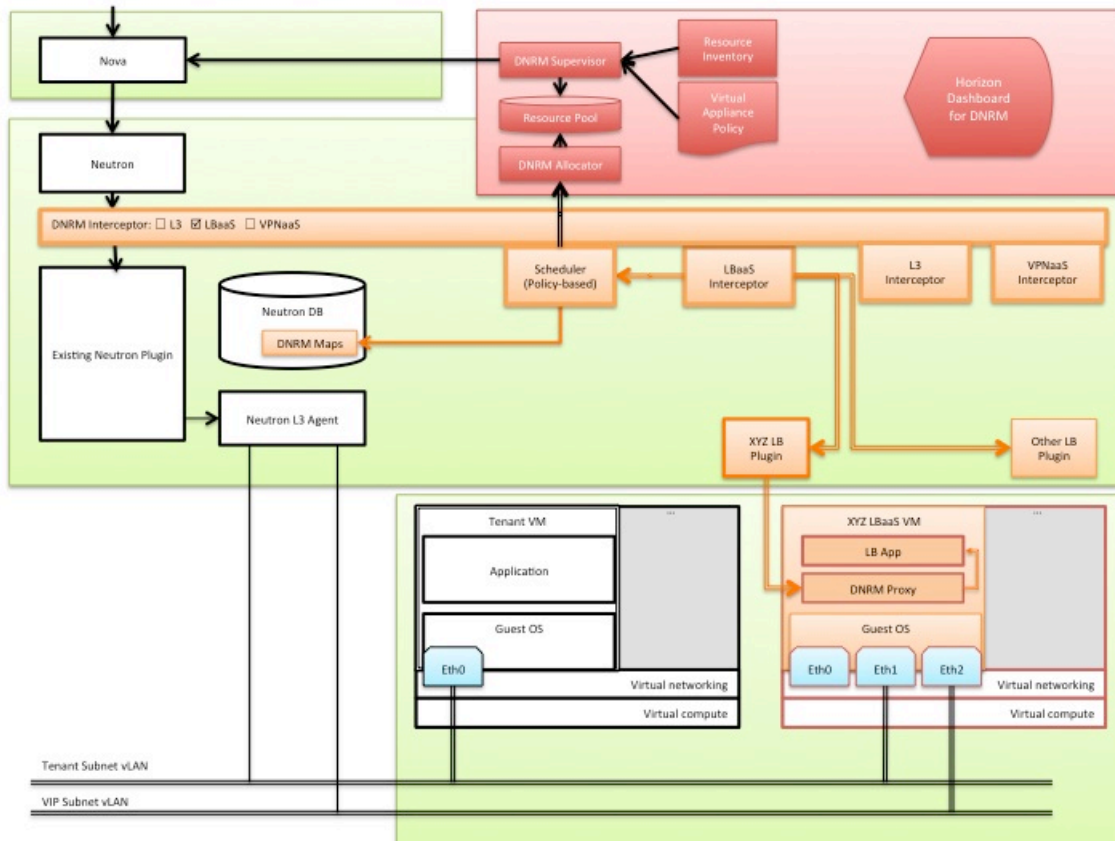 Nova
DNRM Supervisor
Resource
Inventory
Resource Pool
Virtual
Appliance
Policy
Horizon
Dashboard
for DNRM
Neutron
DNRM Allocator
DNRM Interceptor: ☐ L3 ☑ LBaaS ☐ VPNaaS
Existing Neutron Plugin
Neutron DB
DNRM Maps
Scheduler
(Policy-based)
LBaaS
Interceptor
L3
Interceptor
VPNaaS
Interceptor
Neutron L3 Agent
XYZ LB
Plugin
Other LB
Plugin
Tenant VM
...
Application
Guest OS
Eth0
Virtual networking
Virtual compute
XYZ LBaaS VM
...
LB App
DNRM Proxy
Guest OS
Eth0
Eth1
Eth2
Virtual networking
Virtual compute
Tenant Subnet vLAN
VIP Subnet vLAN